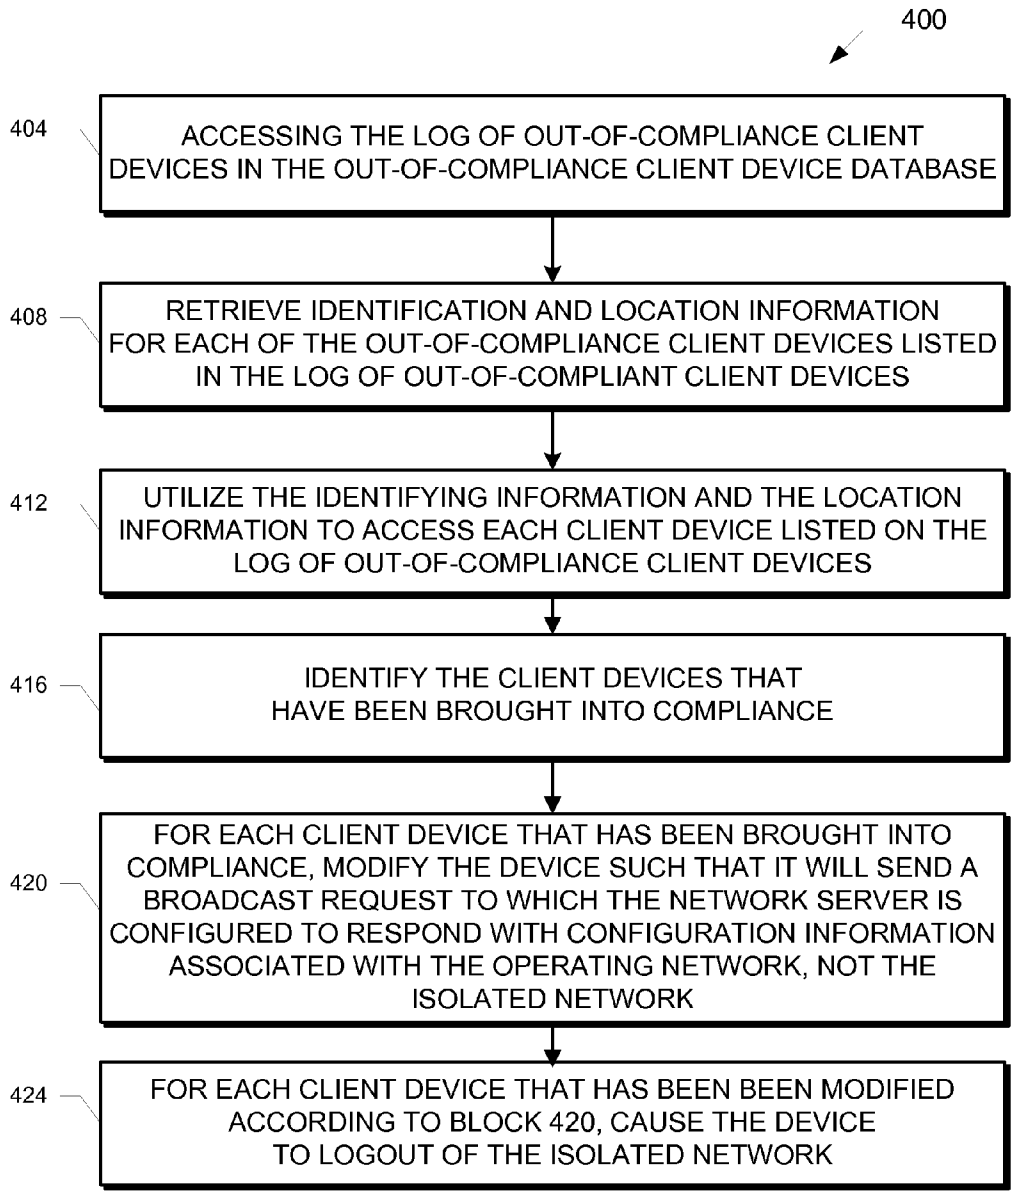 400
404
ACCESSING THE LOG OF OUT-OF-COMPLIANCE CLIENT
DEVICES IN THE OUT-OF-COMPLIANCE CLIENT DEVICE DATABASE
408
RETRIEVE IDENTIFICATION AND LOCATION INFORMATION
FOR EACH OF THE OUT-OF-COMPLIANCE CLIENT DEVICES LISTED
IN THE LOG OF OUT-OF-COMPLIANT CLIENT DEVICES
412
UTILIZE THE IDENTIFYING INFORMATION AND THE LOCATION
INFORMATION TO ACCESS EACH CLIENT DEVICE LISTED ON THE
LOG OF OUT-OF-COMPLIANCE CLIENT DEVICES
416
IDENTIFY THE CLIENT DEVICES THAT
HAVE BEEN BROUGHT INTO COMPLIANCE
420
FOR EACH CLIENT DEVICE THAT HAS BEEN BROUGHT INTO
COMPLIANCE, MODIFY THE DEVICE SUCH THAT IT WILL SEND A
BROADCAST REQUEST TO WHICH THE NETWORK SERVER IS
CONFIGURED TO RESPOND WITH CONFIGURATION INFORMATION
ASSOCIATED WITH THE OPERATING NETWORK, NOT THE
ISOLATED NETWORK
424
FOR EACH CLIENT DEVICE THAT HAS BEEN BEEN MODIFIED
ACCORDING TO BLOCK 420, CAUSE THE DEVICE
TO LOGOUT OF THE ISOLATED NETWORK